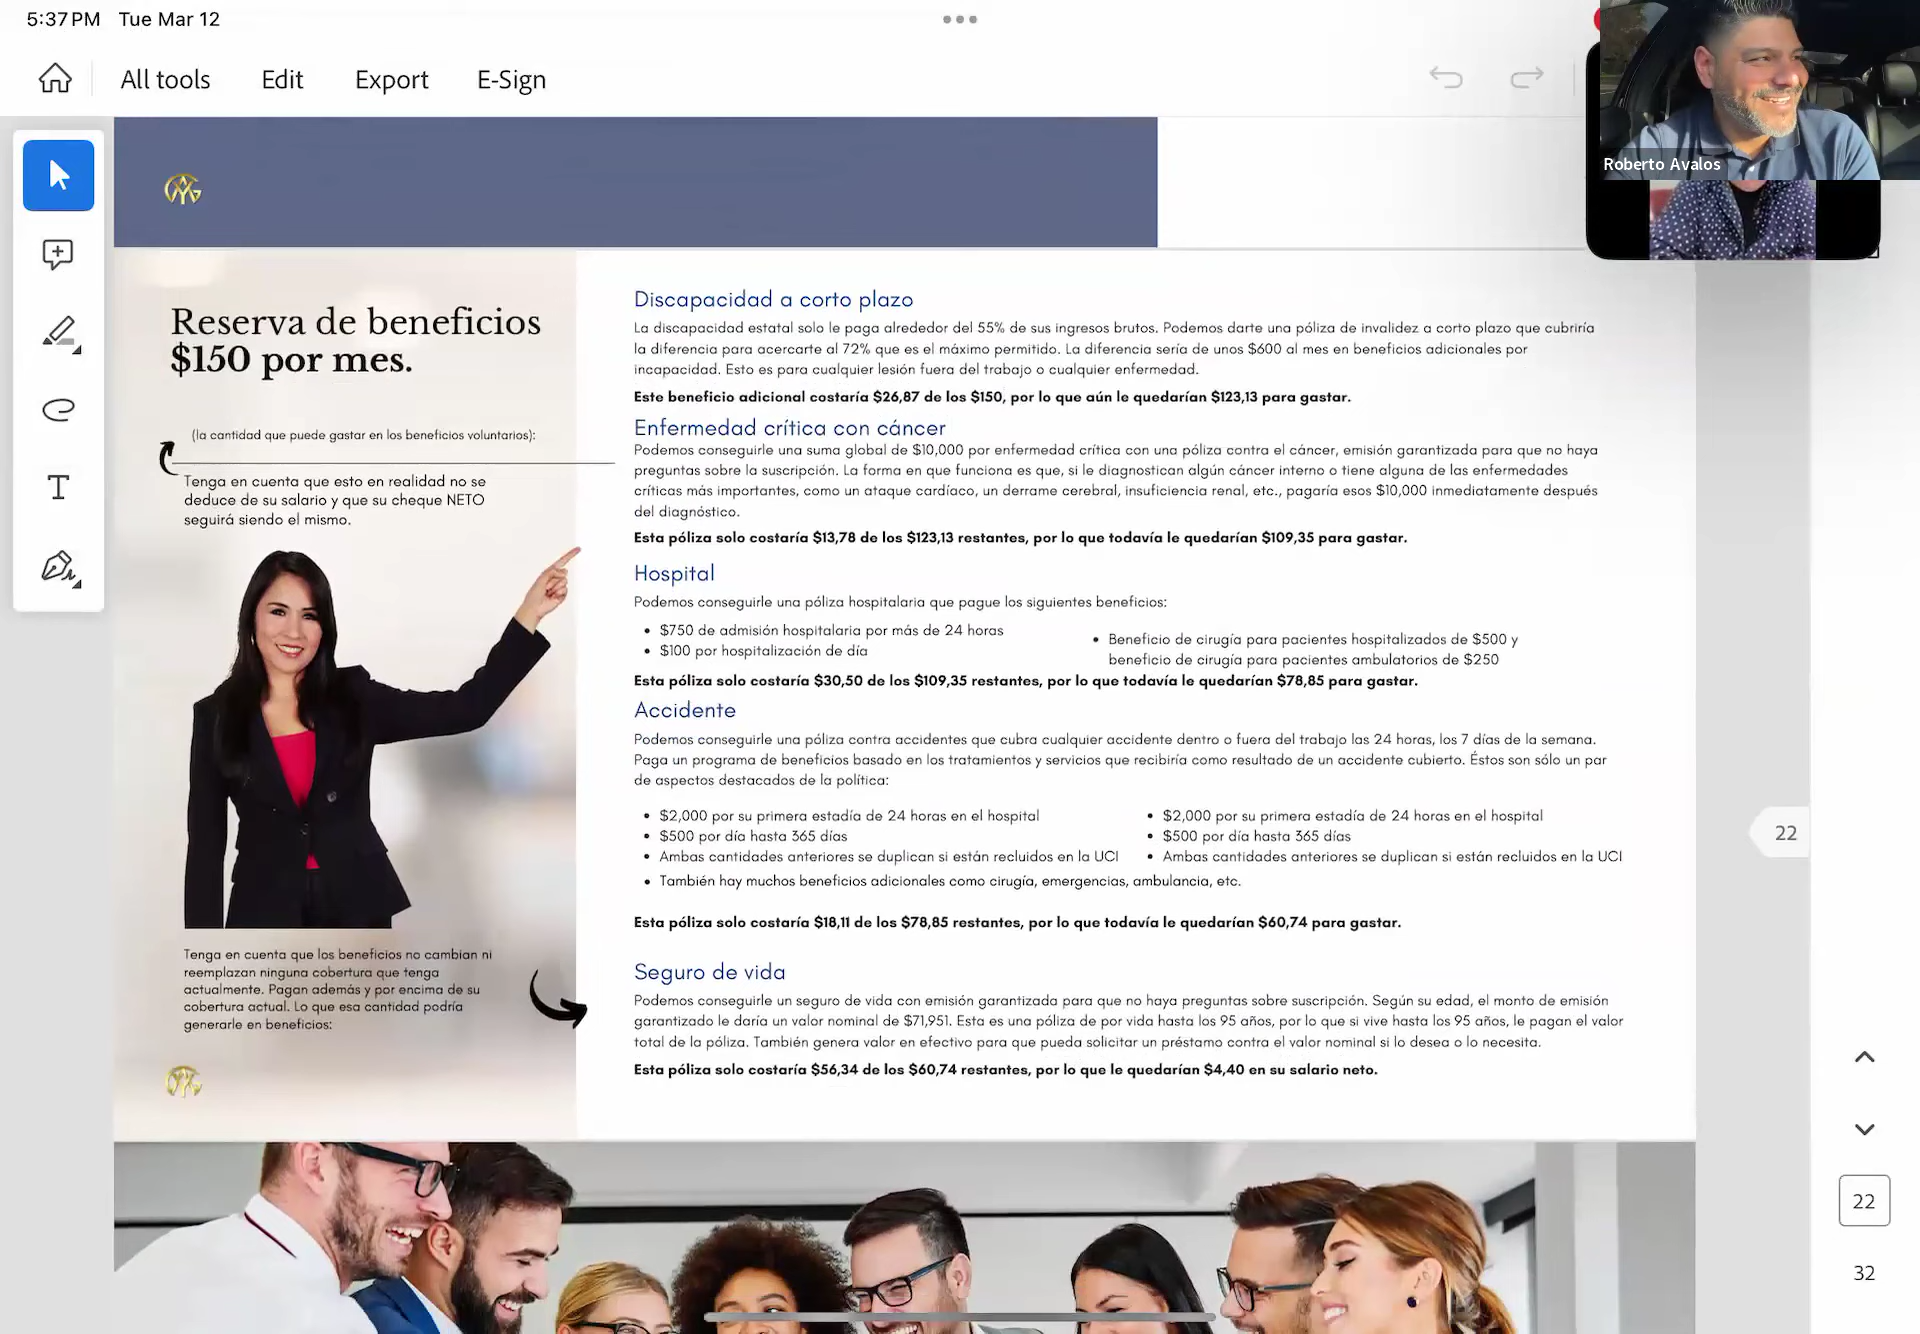 5:37 PM Tue Mar 12
All tools
Edit
Export
E-Sign
Roberto Avalos
Reserva de beneficios
$150 por mes.
(la cantidad que puede gastar en los beneficios voluntarios):
Tenga en cuenta que esto en realidad no se
deduce de su salario y que su cheque NETO
seguirá siendo el mismo.
Tenga en cuenta que los beneficios no cambian ni
reemplazan ninguna cobertura que tenga
actualmente. Pagan además y por encima de su
cobertura actual. Lo que esa cantidad podría
generarle en beneficios:
Discapacidad a corto plazo
La discapacidad estatal solo le paga alrededor del 55% de sus ingresos brutos. Podemos darte una póliza de invalidez a corto plazo que cubriría
la diferencia para acercarte al 72% que es el máximo permitido. La diferencia sería de unos $600 al mes en beneficios adicionales por
incapacidad. Esto es para cualquier lesión fuera del trabajo o cualquier enfermedad.
Este beneficio adicional costaría $26,87 de los $150, por lo que aún le quedarían $123,13 para gastar.
Enfermedad crítica con cáncer
Podemos conseguirle una suma global de $10,000 por enfermedad crítica con una póliza contra el cáncer, emisión garantizada para que no haya
preguntas sobre la suscripción. La forma en que funciona es que, si le diagnostican algún cáncer interno o tiene alguna de las enfermedades
críticas más importantes, como un ataque cardíaco, un derrame cerebral, insuficiencia renal, etc., pagaría esos $10,000 inmediatamente después
del diagnóstico.
Esta póliza solo costaría $13,78 de los $123,13 restantes, por lo que todavía le quedarían $109,35 para gastar.
Hospital
Podemos conseguirle una póliza hospitalaria que pague los siguientes beneficios:
• $750 de admisión hospitalaria por más de 24 horas
• $100 por hospitalización de día
• Beneficio de cirugía para pacientes hospitalizados de $500 y
beneficio de cirugía para pacientes ambulatorios de $250
Esta póliza solo costaría $30,50 de los $109,35 restantes, por lo que todavía le quedarían $78,85 para gastar.
Accidente
Podemos conseguirle una póliza contra accidentes que cubra cualquier accidente dentro o fuera del trabajo las 24 horas, los 7 días de la semana.
Paga un programa de beneficios basado en los tratamientos y servicios que recibiría como resultado de un accidente cubierto. Éstos son sólo un par
de aspectos destacados de la política:
• $2,000 por su primera estadía de 24 horas en el hospital
• $500 por día hasta 365 días
• Ambas cantidades anteriores se duplican si están recluidos en la UCI
• $2,000 por su primera estadía de 24 horas en el hospital
• $500 por día hasta 365 días
• Ambas cantidades anteriores se duplican si están recluidos en la UCI
• También hay muchos beneficios adicionales como cirugía, emergencias, ambulancia, etc.
Esta póliza solo costaría $18,11 de los $78,85 restantes, por lo que todavía le quedarían $60,74 para gastar.
Seguro de vida
Podemos conseguirle un seguro de vida con emisión garantizada para que no haya preguntas sobre suscripción. Según su edad, el monto de emisión
garantizado le daría un valor nominal de $71,951. Esta es una póliza de por vida hasta los 95 años, por lo que si vive hasta los 95 años, le pagan el valor
total de la póliza. También genera valor en efectivo para que pueda solicitar un préstamo contra el valor nominal si lo desea o lo necesita.
Esta póliza solo costaría $56,34 de los $60,74 restantes, por lo que le quedarían $4,40 en su salario neto.
22
22
32